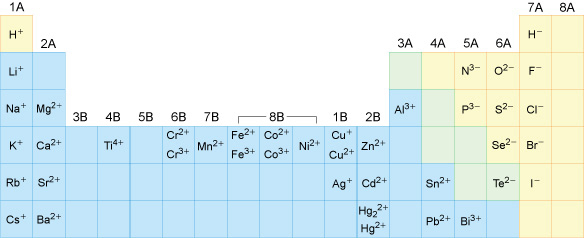 1A 7A 8A
H⁺ 2A 3A 4A 5A 6A H⁻
Li⁺ N³⁻ O²⁻ F⁻
Na⁺ Mg²⁺ 3B 4B 5B 6B 7B 8B 1B 2B Al³⁺ P³⁻ S²⁻ Cl⁻
K⁺ Ca²⁺ Ti⁴⁺ Cr²⁺ Cr³⁺ Mn²⁺ Fe²⁺ Fe³⁺ Co²⁺ Co³⁺ Ni²⁺ Cu⁺ Cu²⁺ Zn²⁺ Se²⁻ Br⁻
Rb⁺ Sr²⁺ Ag⁺ Cd²⁺ Sn²⁺ Te²⁻ I⁻
Cs⁺ Ba²⁺ Hg₂²⁺ Hg²⁺ Pb²⁺ Bi³⁺